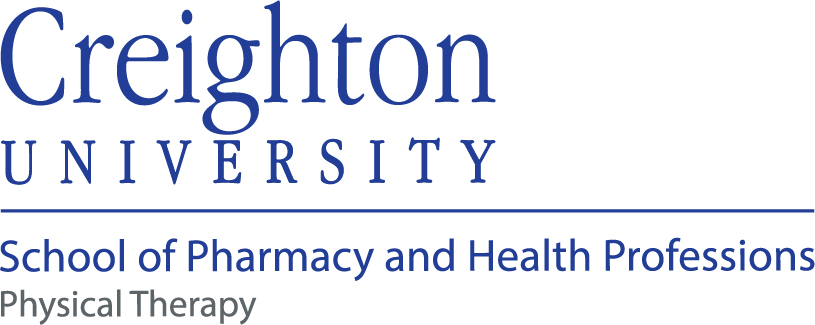 Creighton
UNIVERSITY
School of Pharmacy and Health Professions
Physical Therapy